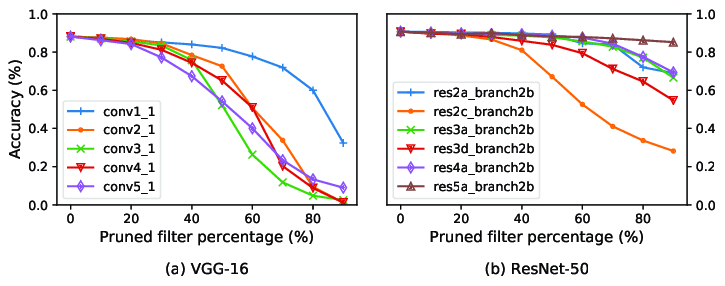 1.0
0.8
0.6
0.4
0.2
0.0
Accuracy (%)
conv1_1
conv2_1
conv3_1
conv4_1
conv5_1
0 20 40 60 80
Pruned filter percentage (%)
(a) VGG-16
res2a_branch2b
res2c_branch2b
res3a_branch2b
res3d_branch2b
res4a_branch2b
res5a_branch2b
1.0
0.8
0.6
0.4
0.2
0.0
0 20 40 60 80
Pruned filter percentage (%)
(b) ResNet-50